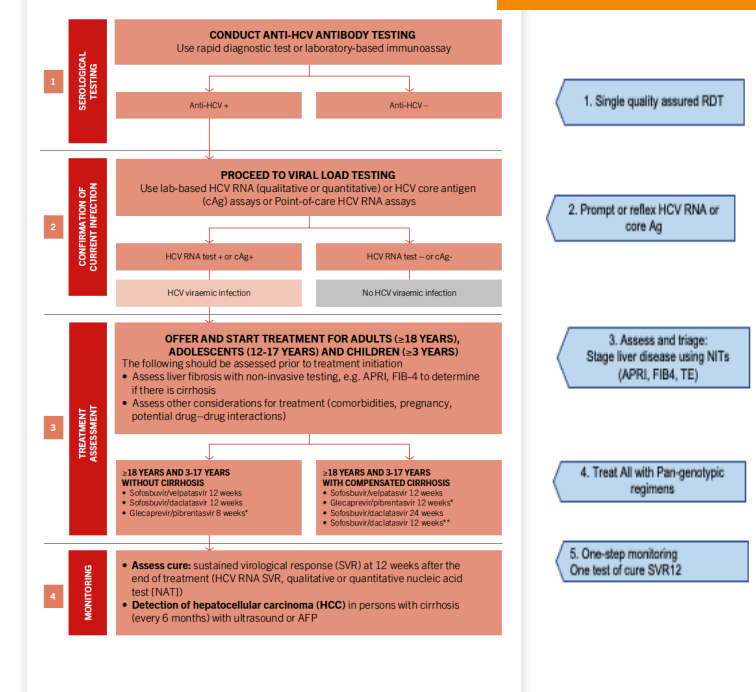 1
SEROLOGICAL
TESTING
CONDUCT ANTI-HCV ANTIBODY TESTING
Use rapid diagnostic test or laboratory-based immunoassay
Anti-HCV +
Anti-HCV –
1. Single quality assured RDT
2
CONFIRMATION OF
CURRENT INFECTION
PROCEED TO VIRAL LOAD TESTING
Use lab-based HCV RNA (qualitative or quantitative) or HCV core antigen
(cAg) assays or Point-of-care HCV RNA assays
HCV RNA test + or cAg+
HCV RNA test – or cAg-
HCV viraemic infection
No HCV viraemic infection
2. Prompt or reflex HCV RNA or
core Ag
3
TREATMENT
ASSESSMENT
OFFER AND START TREATMENT FOR ADULTS (≥18 YEARS),
ADOLESCENTS (12-17 YEARS) AND CHILDREN (≥3 YEARS)
The following should be assessed prior to treatment initiation
• Assess liver fibrosis with non-invasive testing, e.g. APRI, FIB-4 to determine
if there is cirrhosis
• Assess other considerations for treatment (comorbidities, pregnancy,
potential drug–drug interactions)
3. Assess and triage:
Stage liver disease using NITs
(APRI, FIB4, TE)
≥18 YEARS AND 3-17 YEARS
WITHOUT CIRRHOSIS
• Sofosbuvir/velpatasvir 12 weeks
• Sofosbuvir/daclatasvir 12 weeks
• Glecaprevir/pibrentasvir 8 weeks*
≥18 YEARS AND 3-17 YEARS
WITH COMPENSATED CIRRHOSIS
• Sofosbuvir/velpatasvir 12 weeks
• Glecaprevir/pibrentasvir 12 weeks*
• Sofosbuvir/daclatasvir 24 weeks
• Sofosbuvir/daclatasvir 12 weeks**
4. Treat All with Pan-genotypic
regimens
4
MONITORING
• Assess cure: sustained virological response (SVR) at 12 weeks after the
end of treatment (HCV RNA SVR, qualitative or quantitative nucleic acid
test [NAT])
• Detection of hepatocellular carcinoma (HCC) in persons with cirrhosis
(every 6 months) with ultrasound or AFP
5. One-step monitoring
One test of cure SVR12